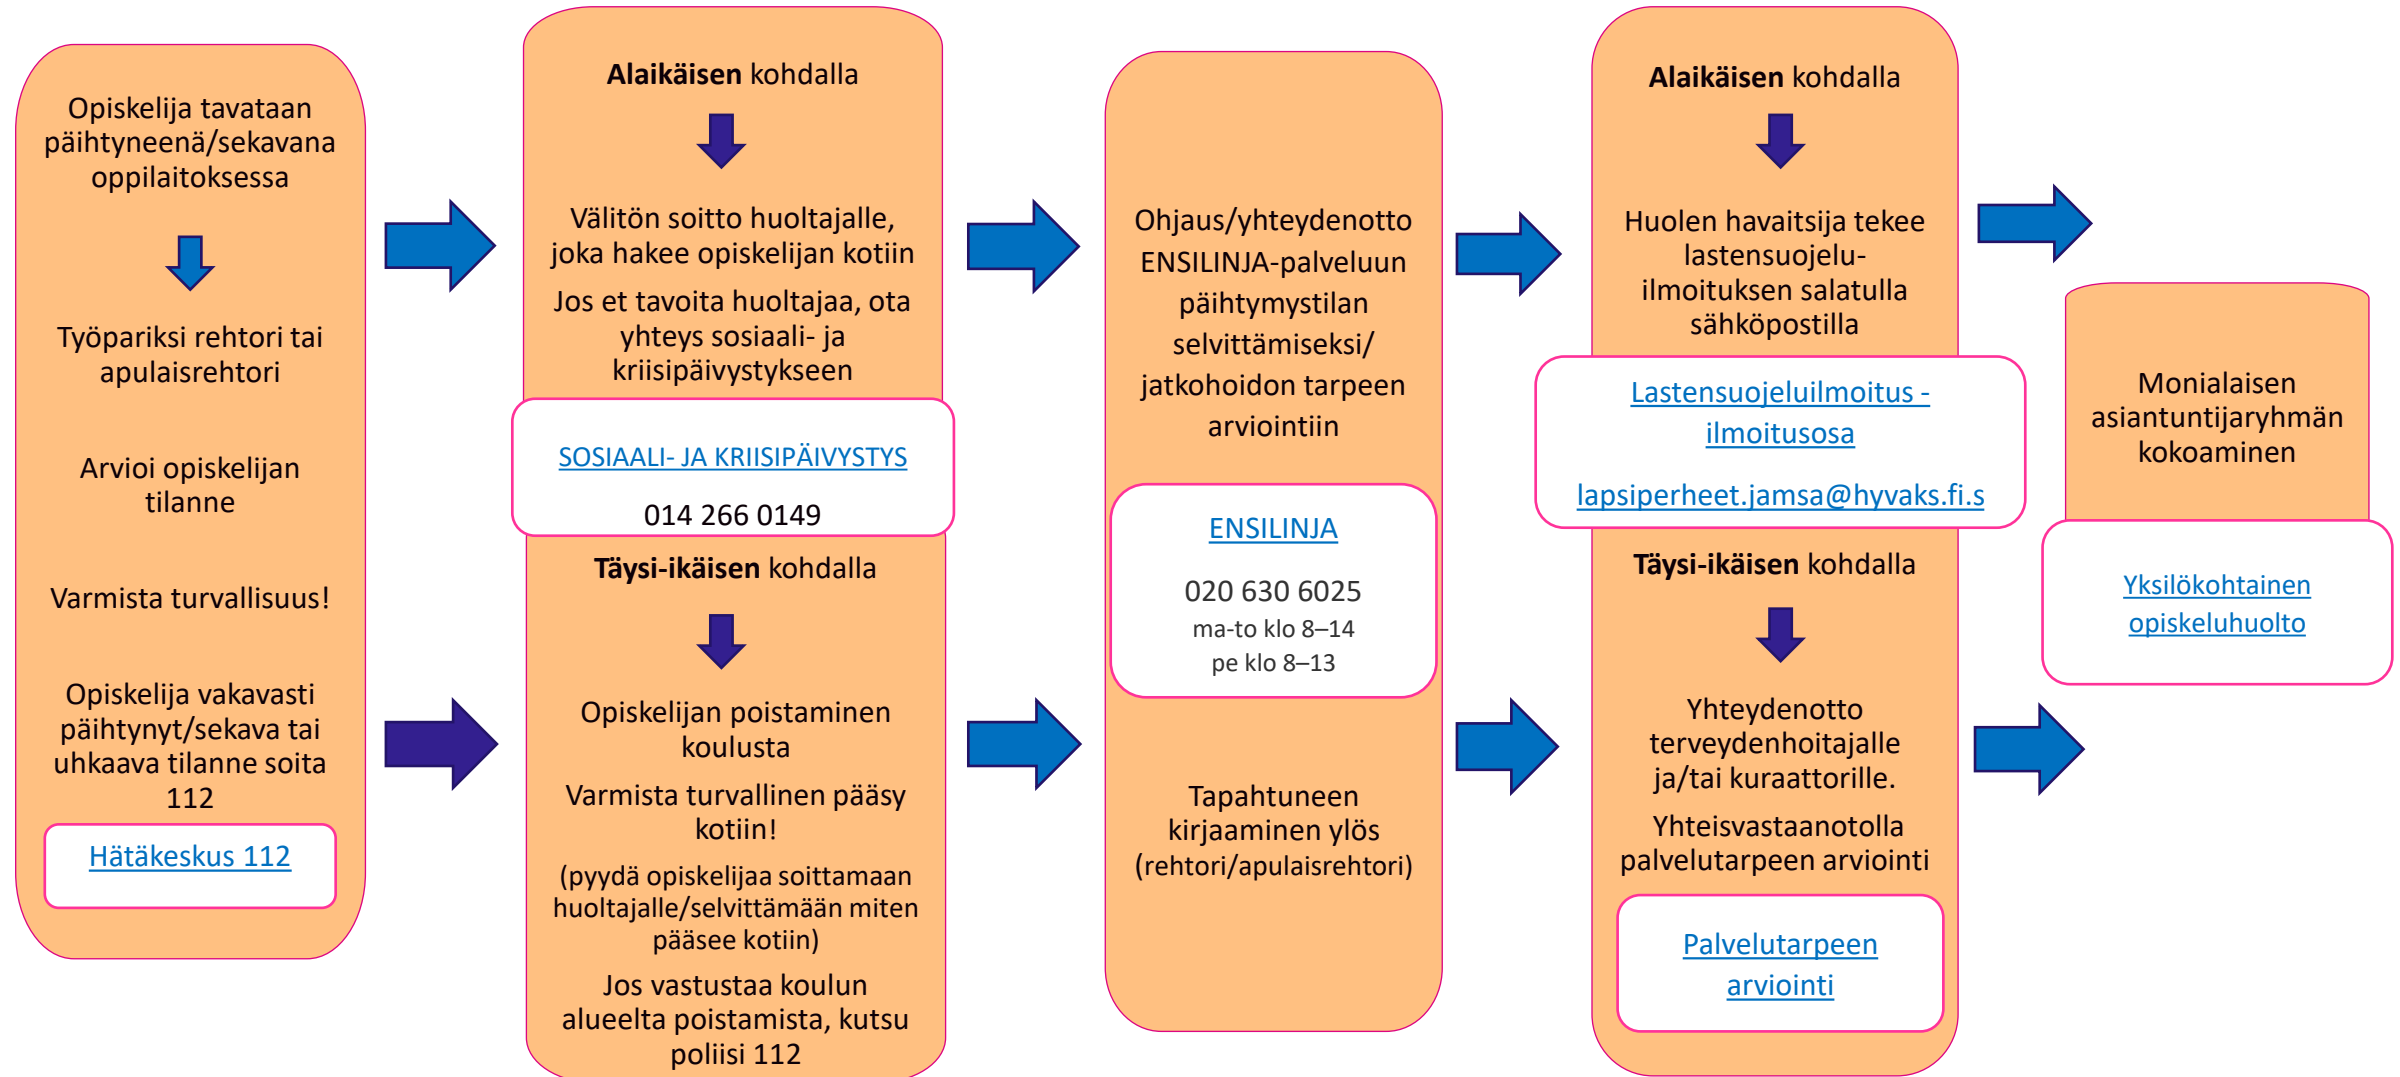 Opiskelija tavataan
päihtyneenä/sekavana
oppilaitoksessa
Työpariksi rehtori tai
apulaisrehtori
Arvioi opiskelijan
tilanne
Varmista turvallisuus!
Opiskelija vakavasti
päihtynyt/sekava tai
uhkaava tilanne soita
112
Hätäkeskus 112
Alaikäisen kohdalla
Välitön soitto huoltajalle,
joka hakee opiskelijan kotiin
Jos et tavoita huoltajaa, ota
yhteys sosiaali- ja
kriisipäivystykseen
SOSIAALI- JA KRIISIPÄIVYSTYS
014 266 0149
Täysi-ikäisen kohdalla
Opiskelijan poistaminen
koulusta
Varmista turvallinen pääsy
kotiin!
(pyydä opiskelijaa soittamaan
huoltajalle/selvittämään miten
pääsee kotiin)
Jos vastustaa koulun
alueelta poistamista, kutsu
poliisi 112
Ohjaus/yhteydenotto
ENSILINJA-palveluun
päihtymystilan
selvittämiseksi/
jatkohoidon tarpeen
arviointiin
ENSILINJA
020 630 6025
ma-to klo 8–14
pe klo 8–13
Tapahtuneen
kirjaaminen ylös
(rehtori/apulaisrehtori)
Alaikäisen kohdalla
Huolen havaitsija tekee
lastensuojelu-
ilmoituksen salatulla
sähköpostilla
Lastensuojeluilmoitus -
ilmoitusosa
lapsiperheet.jamsa@hyvaks.fi.s
Täysi-ikäisen kohdalla
Yhteydenotto
terveydenhoitajalle
ja/tai kuraattorille.
Yhteisvastaanotolla
palvelutarpeen arviointi
Palvelutarpeen
arviointi
Monialaisen
asiantuntijaryhmän
kokoaminen
Yksilökohtainen
opiskeluhuolto